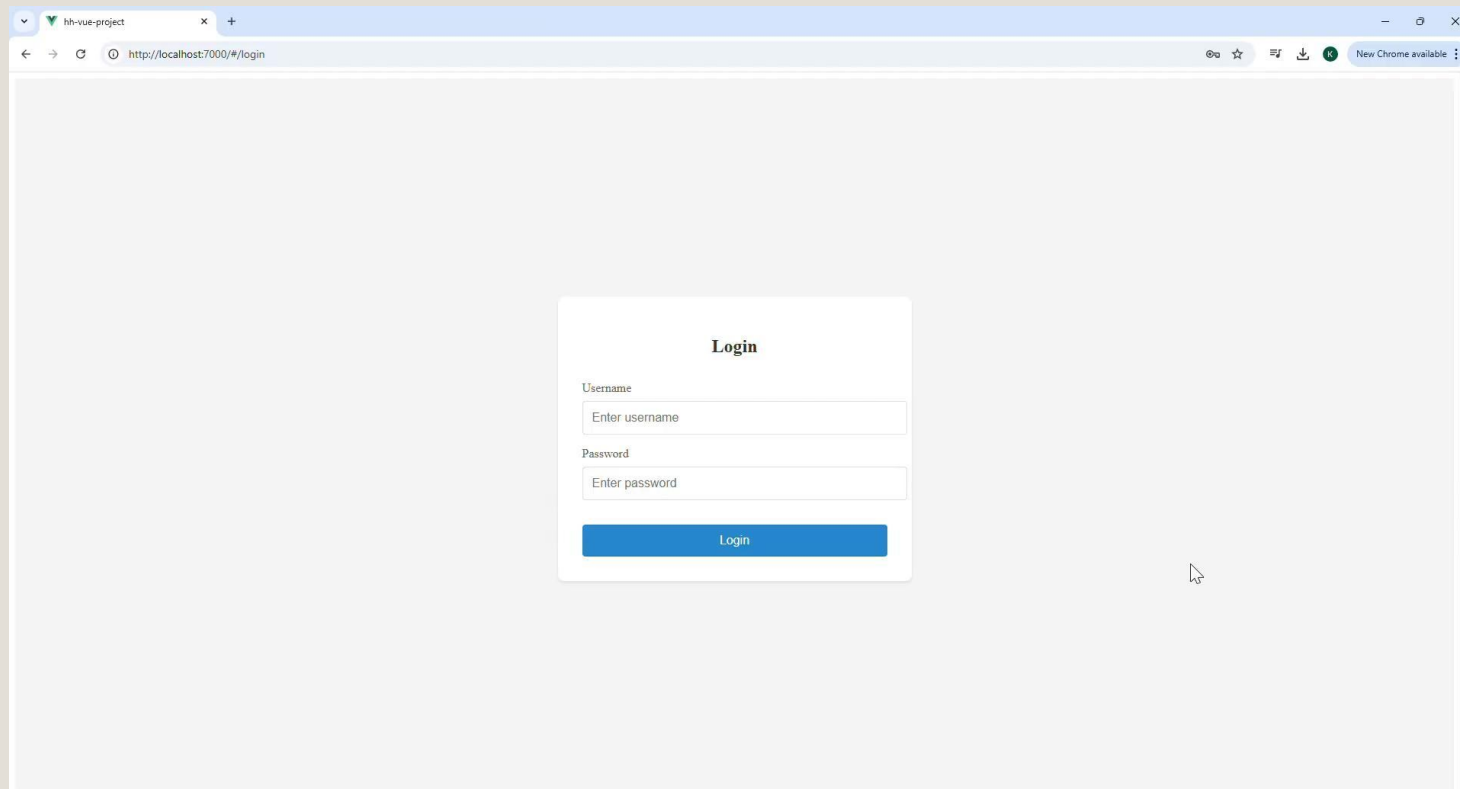 hh-vue-project
http://localhost:7000/#/login
K
New Chrome available
Login
Username
Enter username
Password
Enter password
Login